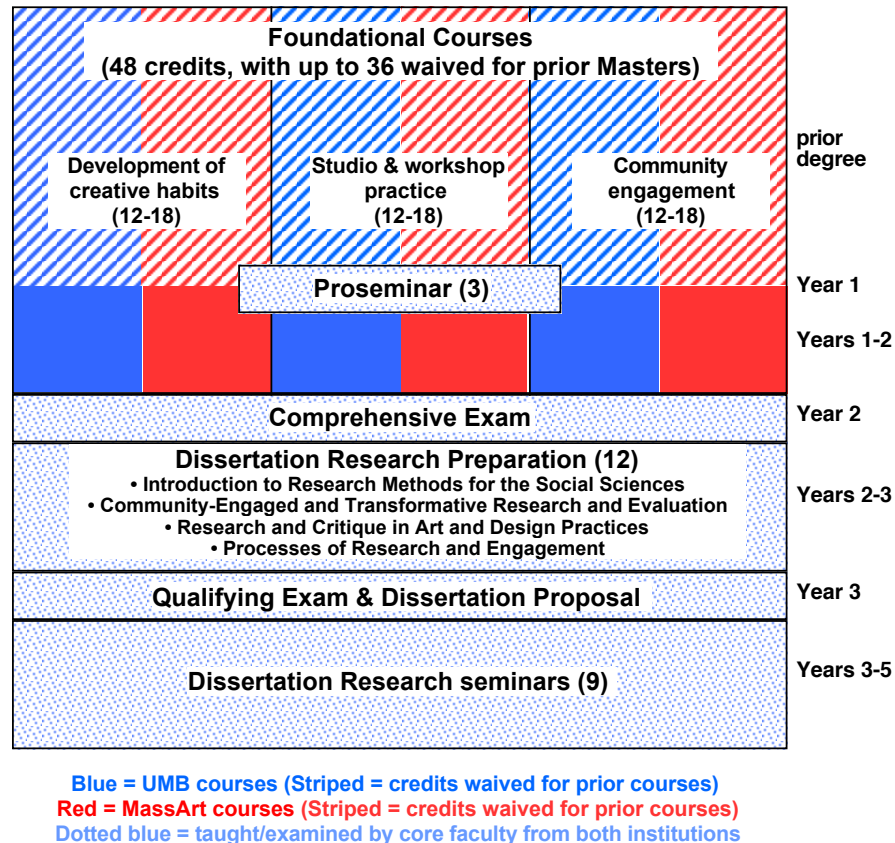 Foundational Courses
(48 credits, with up to 36 waived for prior Masters)
prior
degree
Development of
creative habits
(12-18)
Studio & workshop
practice
(12-18)
Community
engagement
(12-18)
Proseminar (3)
Year 1
Years 1-2
Comprehensive Exam
Year 2
Dissertation Research Preparation (12)
• Introduction to Research Methods for the Social Sciences
• Community-Engaged and Transformative Research and Evaluation
• Research and Critique in Art and Design Practices
• Processes of Research and Engagement
Years 2-3
Qualifying Exam & Dissertation Proposal
Year 3
Dissertation Research seminars (9)
Years 3-5
Blue = UMB courses (Striped = credits waived for prior courses)
Red = MassArt courses (Striped = credits waived for prior courses)
Dotted blue = taught/examined by core faculty from both institutions